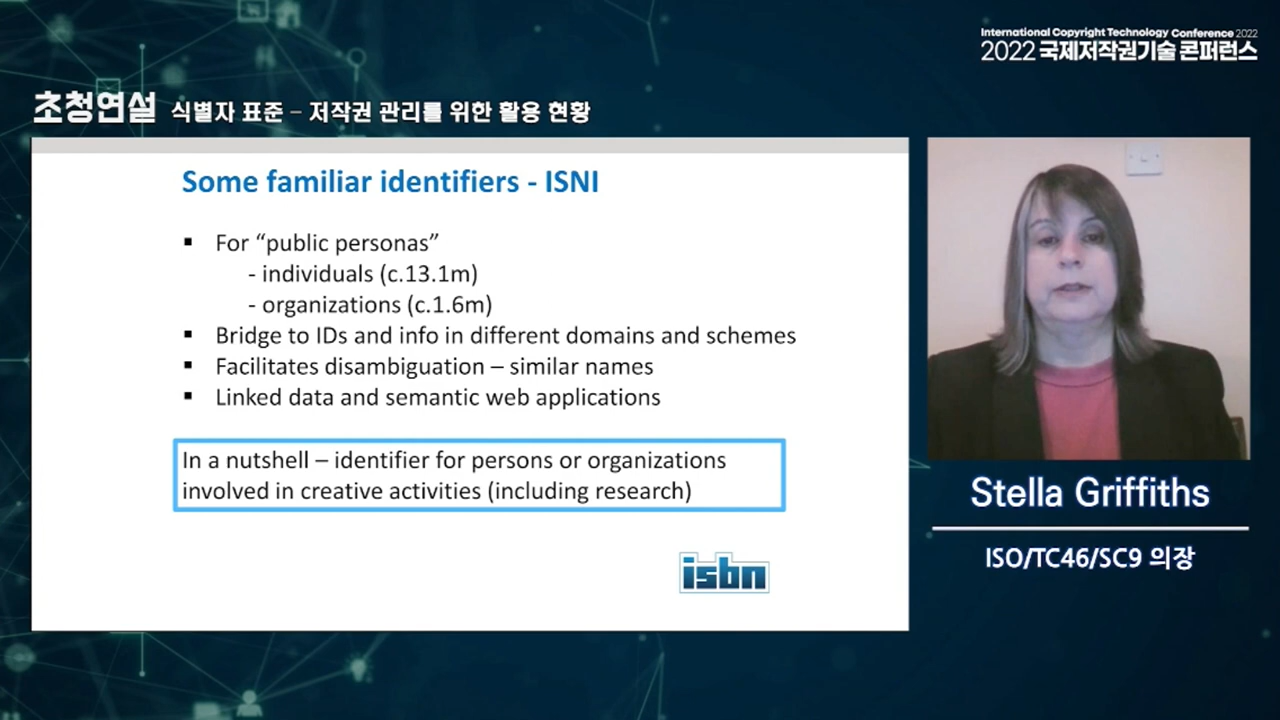 International Copyright Technology Conference 2022
2022 국제저작권기술 콘퍼런스
초청연설 식별자 표준 – 저작권 관리를 위한 활용 현황
Some familiar identifiers - ISNI
▪ For “public personas”
- individuals (c.13.1m)
- organizations (c.1.6m)
▪ Bridge to IDs and info in different domains and schemes
▪ Facilitates disambiguation – similar names
▪ Linked data and semantic web applications
In a nutshell – identifier for persons or organizations
involved in creative activities (including research)
isbn
Stella Griffiths
ISO/TC46/SC9 의장